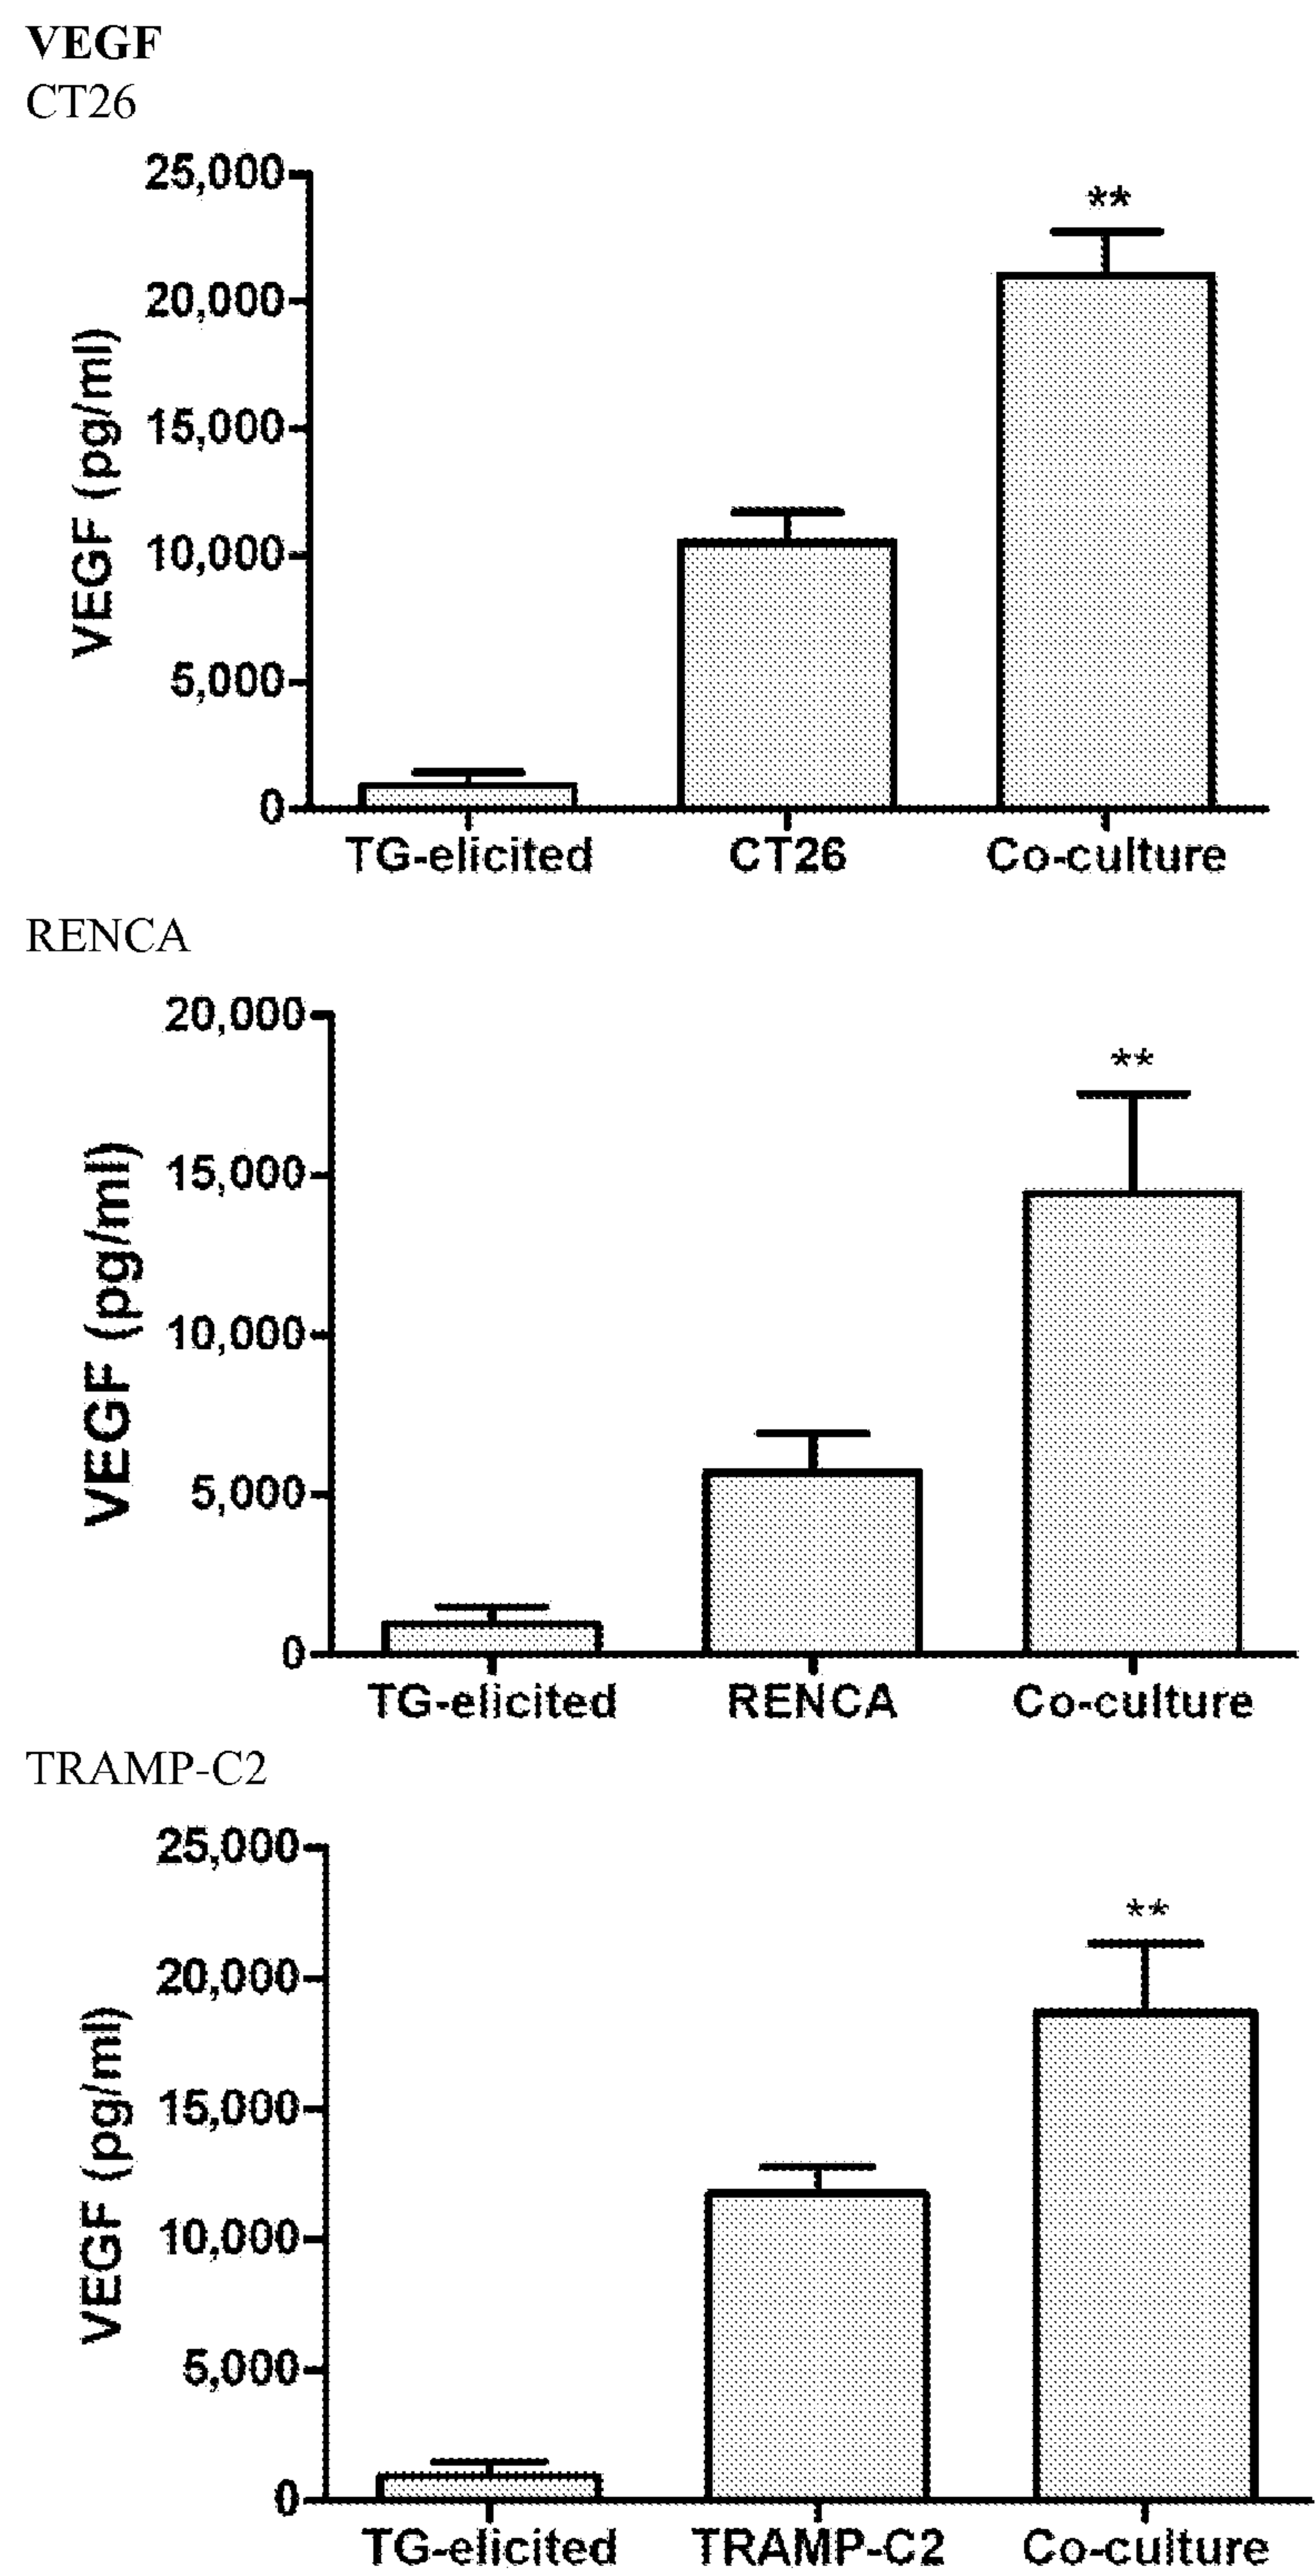 VEGF
CT26
25,000
**
20,000
15,000
VEGF (pg/ml)
10,000
5,000
0
TG-elicited CT26 Co-culture
RENCA
20,000
**
15,000
VEGF (pg/ml)
10,000
5,000
0
TG-elicited RENCA Co-culture
TRAMP-C2
25,000
**
20,000
15,000
VEGF (pg/ml)
10,000
5,000
0
TG-elicited TRAMP-C2 Co-culture